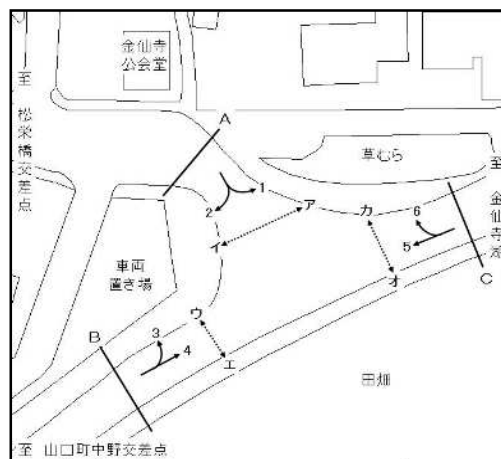 金仙寺
公会堂
至
松栄橋交差点
A
草むら
至
金仙寺湖
1
2
ア
カ
6
5
イ
C
車両
置き場
ウ
オ
B
3
4
エ
田畑
至 山口町中野交差点